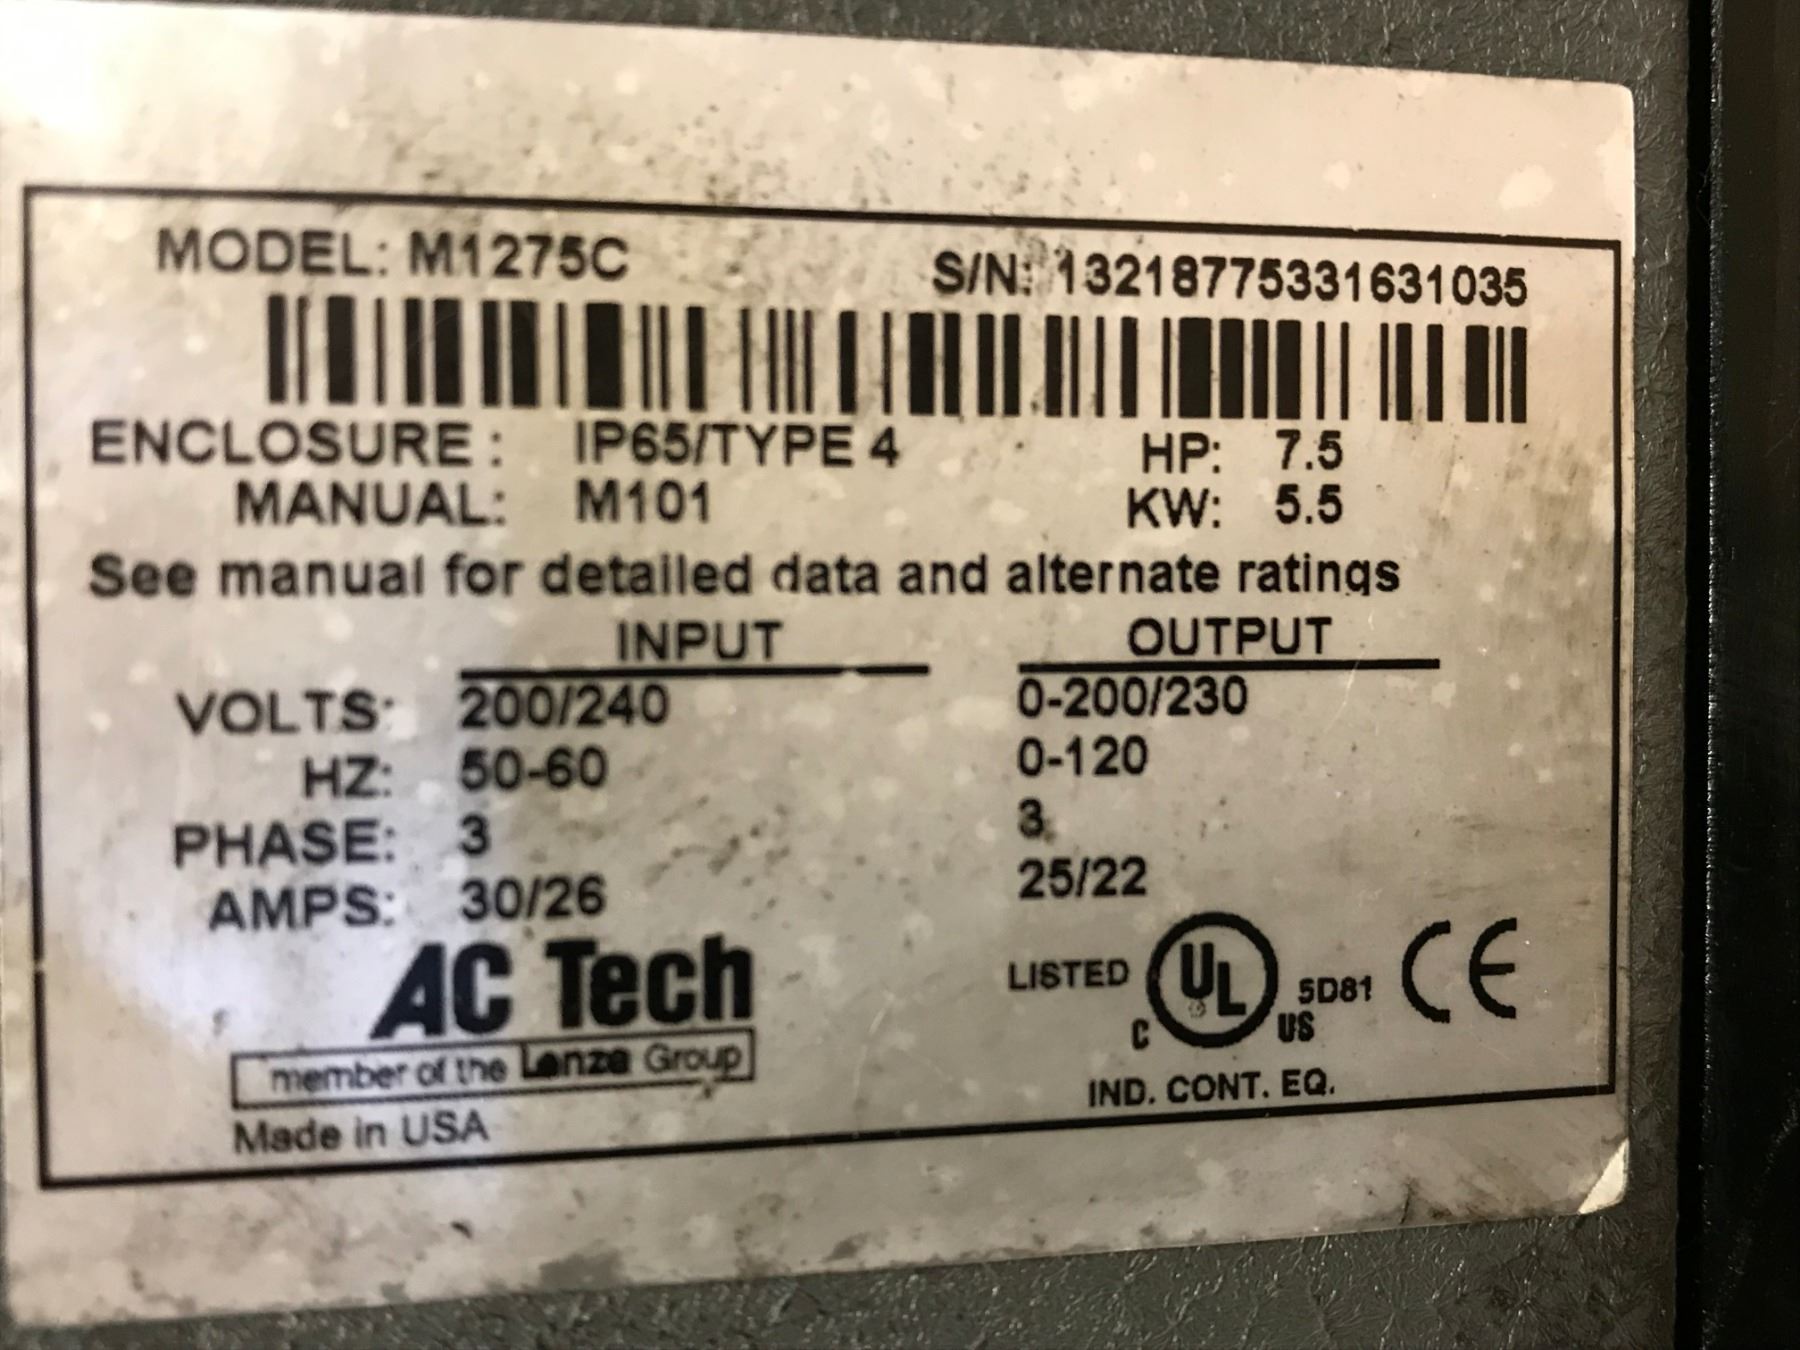 MODEL: M1275C S/N: 13218775331631035
ENCLOSURE: IP65/TYPE 4 HP: 7.5
MANUAL: M101 KW: 5.5
See manual for detailed data and alternate ratings
INPUT OUTPUT
VOLTS: 200/240 0-200/230
HZ: 50-60 0-120
PHASE: 3 3
AMPS: 30/26 25/22
AC Tech
member of the Lenze Group
Made in USA
LISTED C UL US 5D81 CE
IND. CONT. EQ.